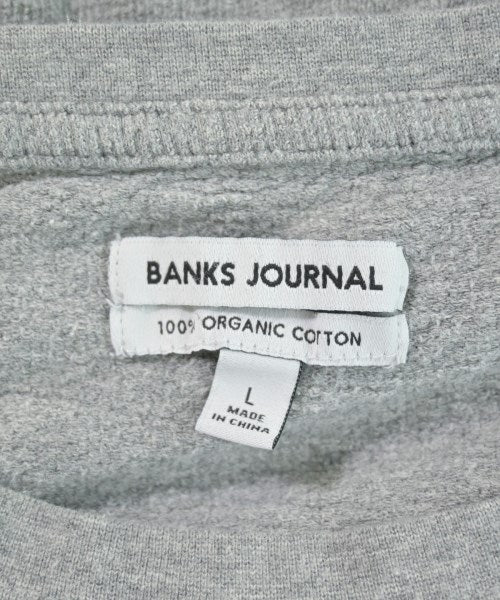 BANKS JOURNAL
100% ORGANIC COTTON
L
MADE
IN CHINA